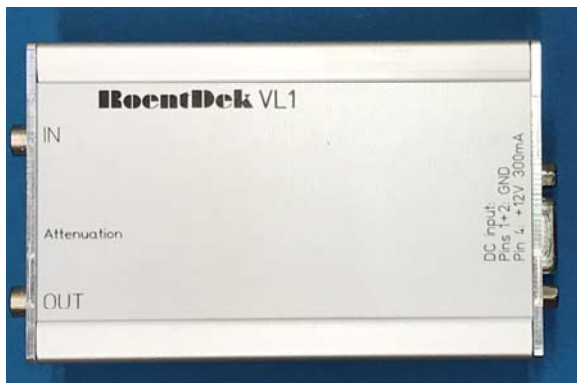 RoentDek VL1
IN
Attenuation
OUT
DC input:
Pins 1+2: GND
Pin 4: +12V 300mA